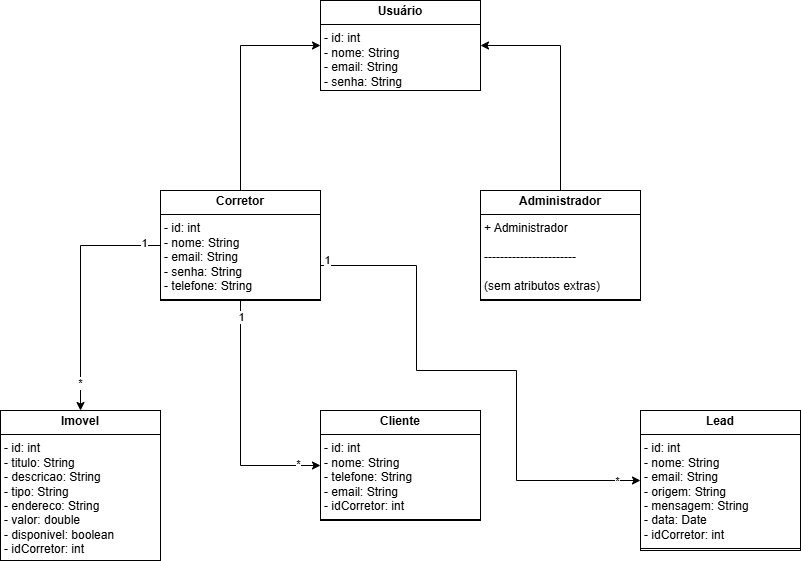 Usuário
- id: int
- nome: String
- email: String
- senha: String
Corretor
- id: int
- nome: String
- email: String
- senha: String
- telefone: String
Administrador
+ Administrador
-----------------------
(sem atributos extras)
1
1
1
*
*
*
Imovel
- id: int
- titulo: String
- descricao: String
- tipo: String
- endereco: String
- valor: double
- disponivel: boolean
- idCorretor: int
Cliente
- id: int
- nome: String
- telefone: String
- email: String
- idCorretor: int
Lead
- id: int
- nome: String
- email: String
- origem: String
- mensagem: String
- data: Date
- idCorretor: int